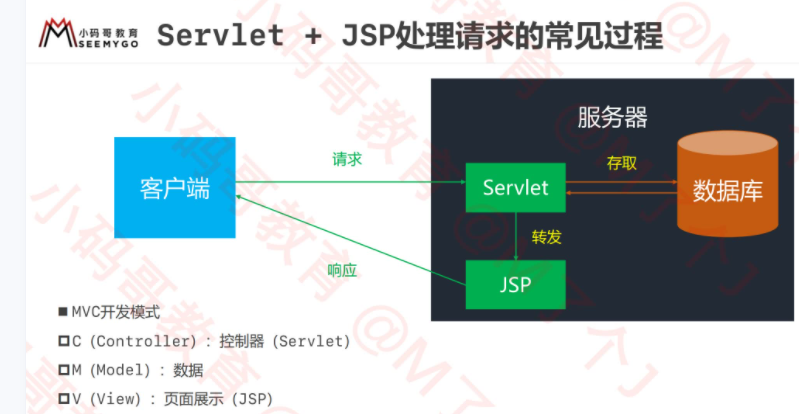 小码哥教育
SEEMYGO
Servlet + JSP处理请求的常见过程
服务器
请求
存取
客户端
Servlet
数据库
转发
响应
JSP
MVC开发模式
C（Controller）：控制器（Servlet）
M（Model）：数据
V（View）：页面展示（JSP）
小码哥教育 @M了个J